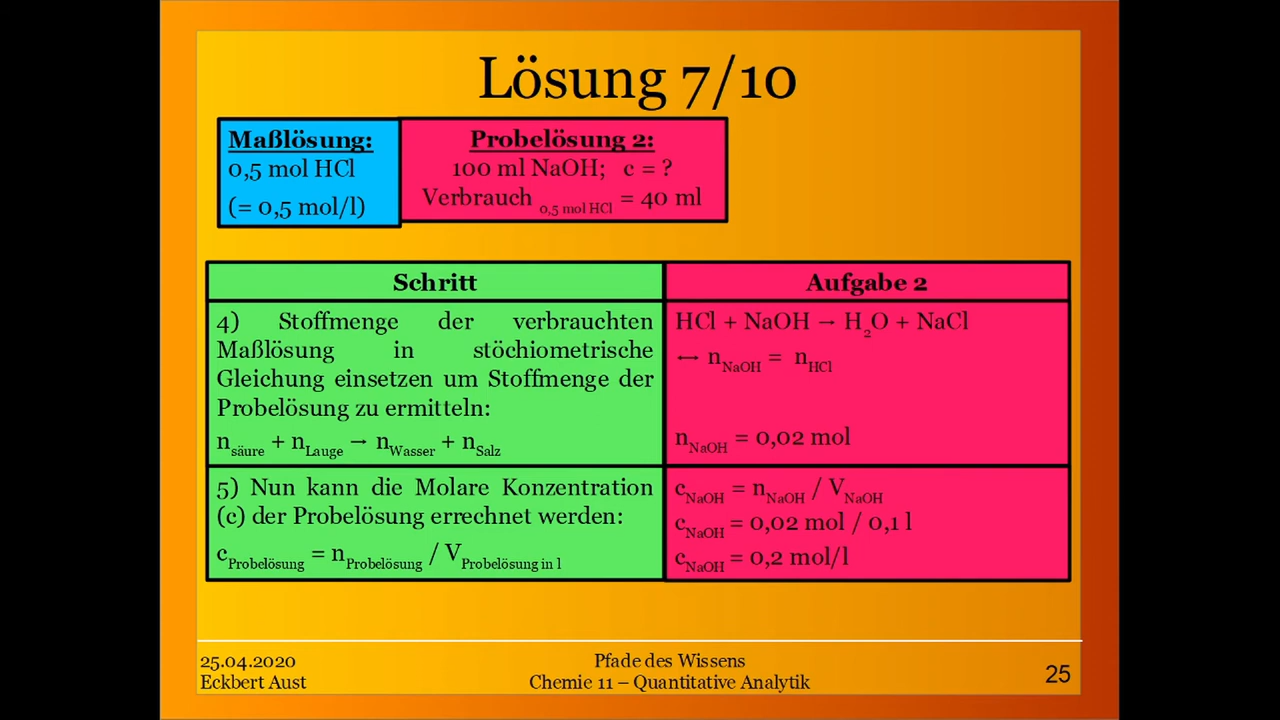 Lösung 7/10
Maßlösung:
0,5 mol HCl
(= 0,5 mol/l)
Probelösung 2:
100 ml NaOH; c = ?
Verbrauch 0,5 mol HCl = 40 ml
Schritt
Aufgabe 2
4) Stoffmenge der verbrauchten
Maßlösung in stöchiometrische
Gleichung einsetzen um Stoffmenge der
Probelösung zu ermitteln:
nsäure + nLauge → nWasser + nSalz
HCl + NaOH → H2O + NaCl
↔ nNaOH = nHCl
nNaOH = 0,02 mol
5) Nun kann die Molare Konzentration
(c) der Probelösung errechnet werden:
cProbelösung = nProbelösung / VProbelösung in l
cNaOH = nNaOH / VNaOH
cNaOH = 0,02 mol / 0,1 l
cNaOH = 0,2 mol/l
25.04.2020
Eckbert Aust
Pfade des Wissens
Chemie 11 – Quantitative Analytik
25